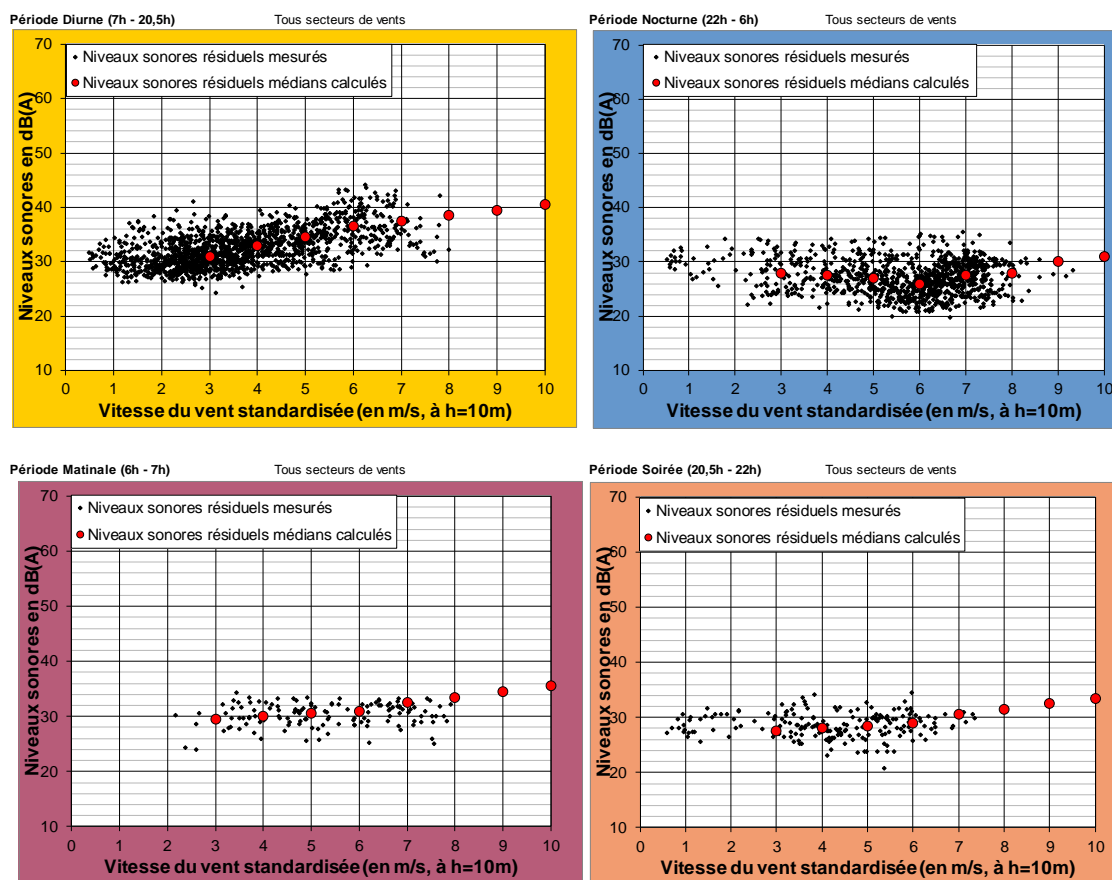 Période Diurne (7h - 20,5h) Tous secteurs de vents
Niveaux sonores en dB(A)
70
60
50
40
30
20
10
Niveaux sonores résiduels mesurés
Niveaux sonores résiduels médians calculés
0 1 2 3 4 5 6 7 8 9 10
Vitesse du vent standardisée (en m/s, à h=10m)
Période Nocturne (22h - 6h) Tous secteurs de vents
Niveaux sonores en dB(A)
70
60
50
40
30
20
10
Niveaux sonores résiduels mesurés
Niveaux sonores résiduels médians calculés
0 1 2 3 4 5 6 7 8 9 10
Vitesse du vent standardisée (en m/s, à h=10m)
Période Matinale (6h - 7h) Tous secteurs de vents
Niveaux sonores en dB(A)
70
60
50
40
30
20
10
Niveaux sonores résiduels mesurés
Niveaux sonores résiduels médians calculés
0 1 2 3 4 5 6 7 8 9 10
Vitesse du vent standardisée (en m/s, à h=10m)
Période Soirée (20,5h - 22h) Tous secteurs de vents
Niveaux sonores en dB(A)
70
60
50
40
30
20
10
Niveaux sonores résiduels mesurés
Niveaux sonores résiduels médians calculés
0 1 2 3 4 5 6 7 8 9 10
Vitesse du vent standardisée (en m/s, à h=10m)